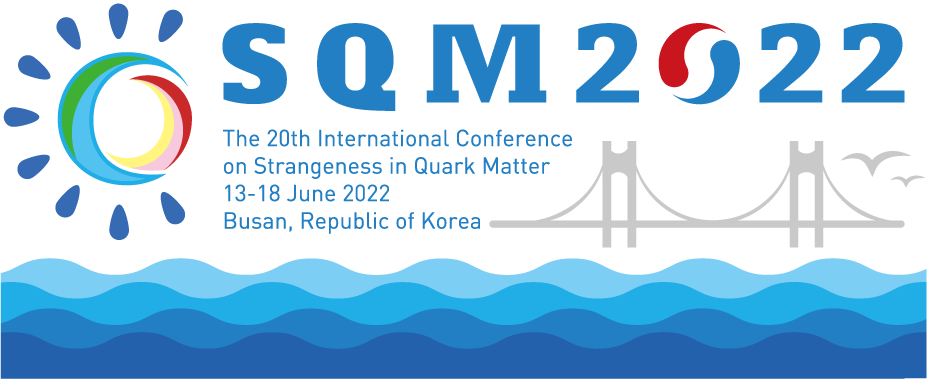 SQM2022
The 20th International Conference
on Strangeness in Quark Matter
13-18 June 2022
Busan, Republic of Korea